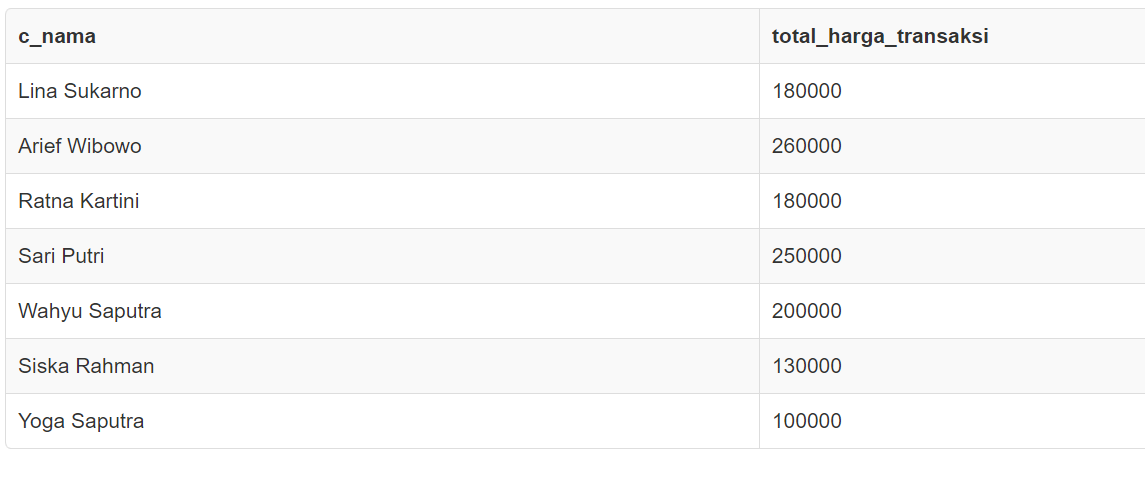 c_nama total_harga_transaksi
Lina Sukarno 180000
Arief Wibowo 260000
Ratna Kartini 180000
Sari Putri 250000
Wahyu Saputra 200000
Siska Rahman 130000
Yoga Saputra 100000